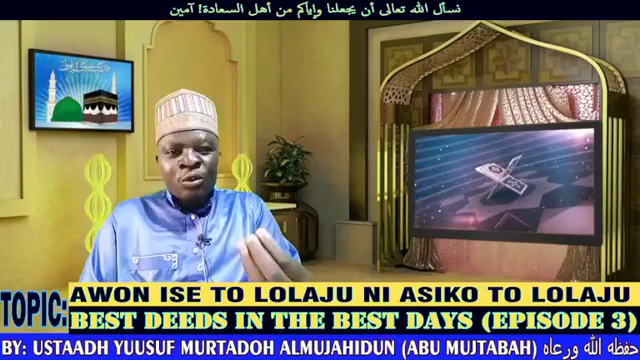 نسأل الله تعالى أن يجعلنا وإياكم من أهل السعادة! آمين
TOPIC:
AWON ISE TO LOLAJU NI ASIKO TO LOLAJU
BEST DEEDS IN THE BEST DAYS (EPISODE 3)
BY: USTAADH YUUSUF MURTADOH ALMUJAHIDUN (ABU MUJTABAH) حفظه الله ورعاه